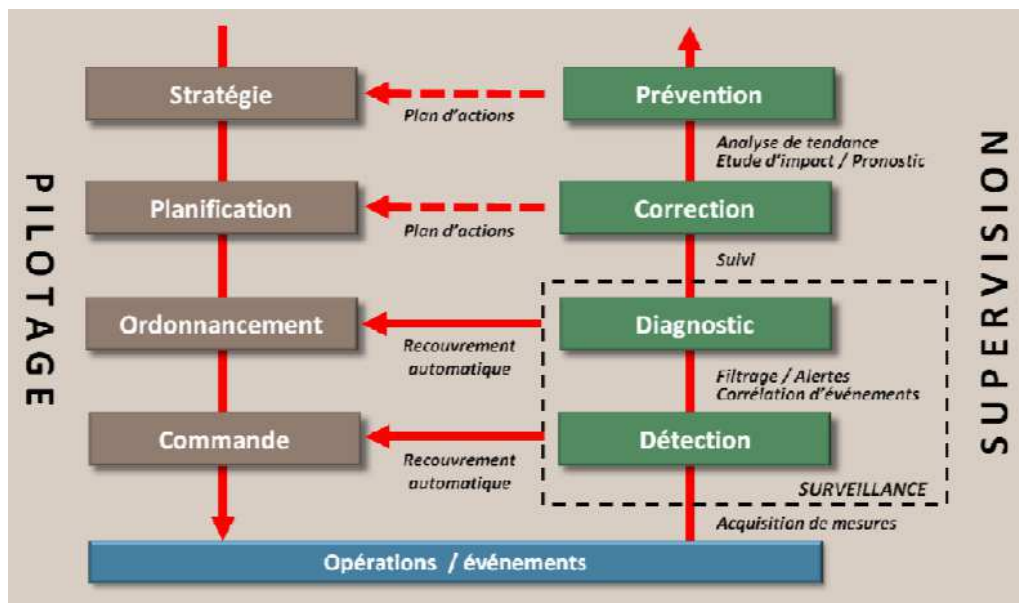 PILOTAGE
Stratégie
Plan d'actions
Prévention
Analyse de tendance
Etude d'impact / Pronostic
Planification
Plan d'actions
Correction
Suivi
Ordonnancement
Recouvrement
automatique
Diagnostic
Filtrage / Alertes
Corrélation d'événements
Commande
Recouvrement
automatique
Détection
SURVEILLANCE
Acquisition de mesures
Opérations / événements
SUPERVISION